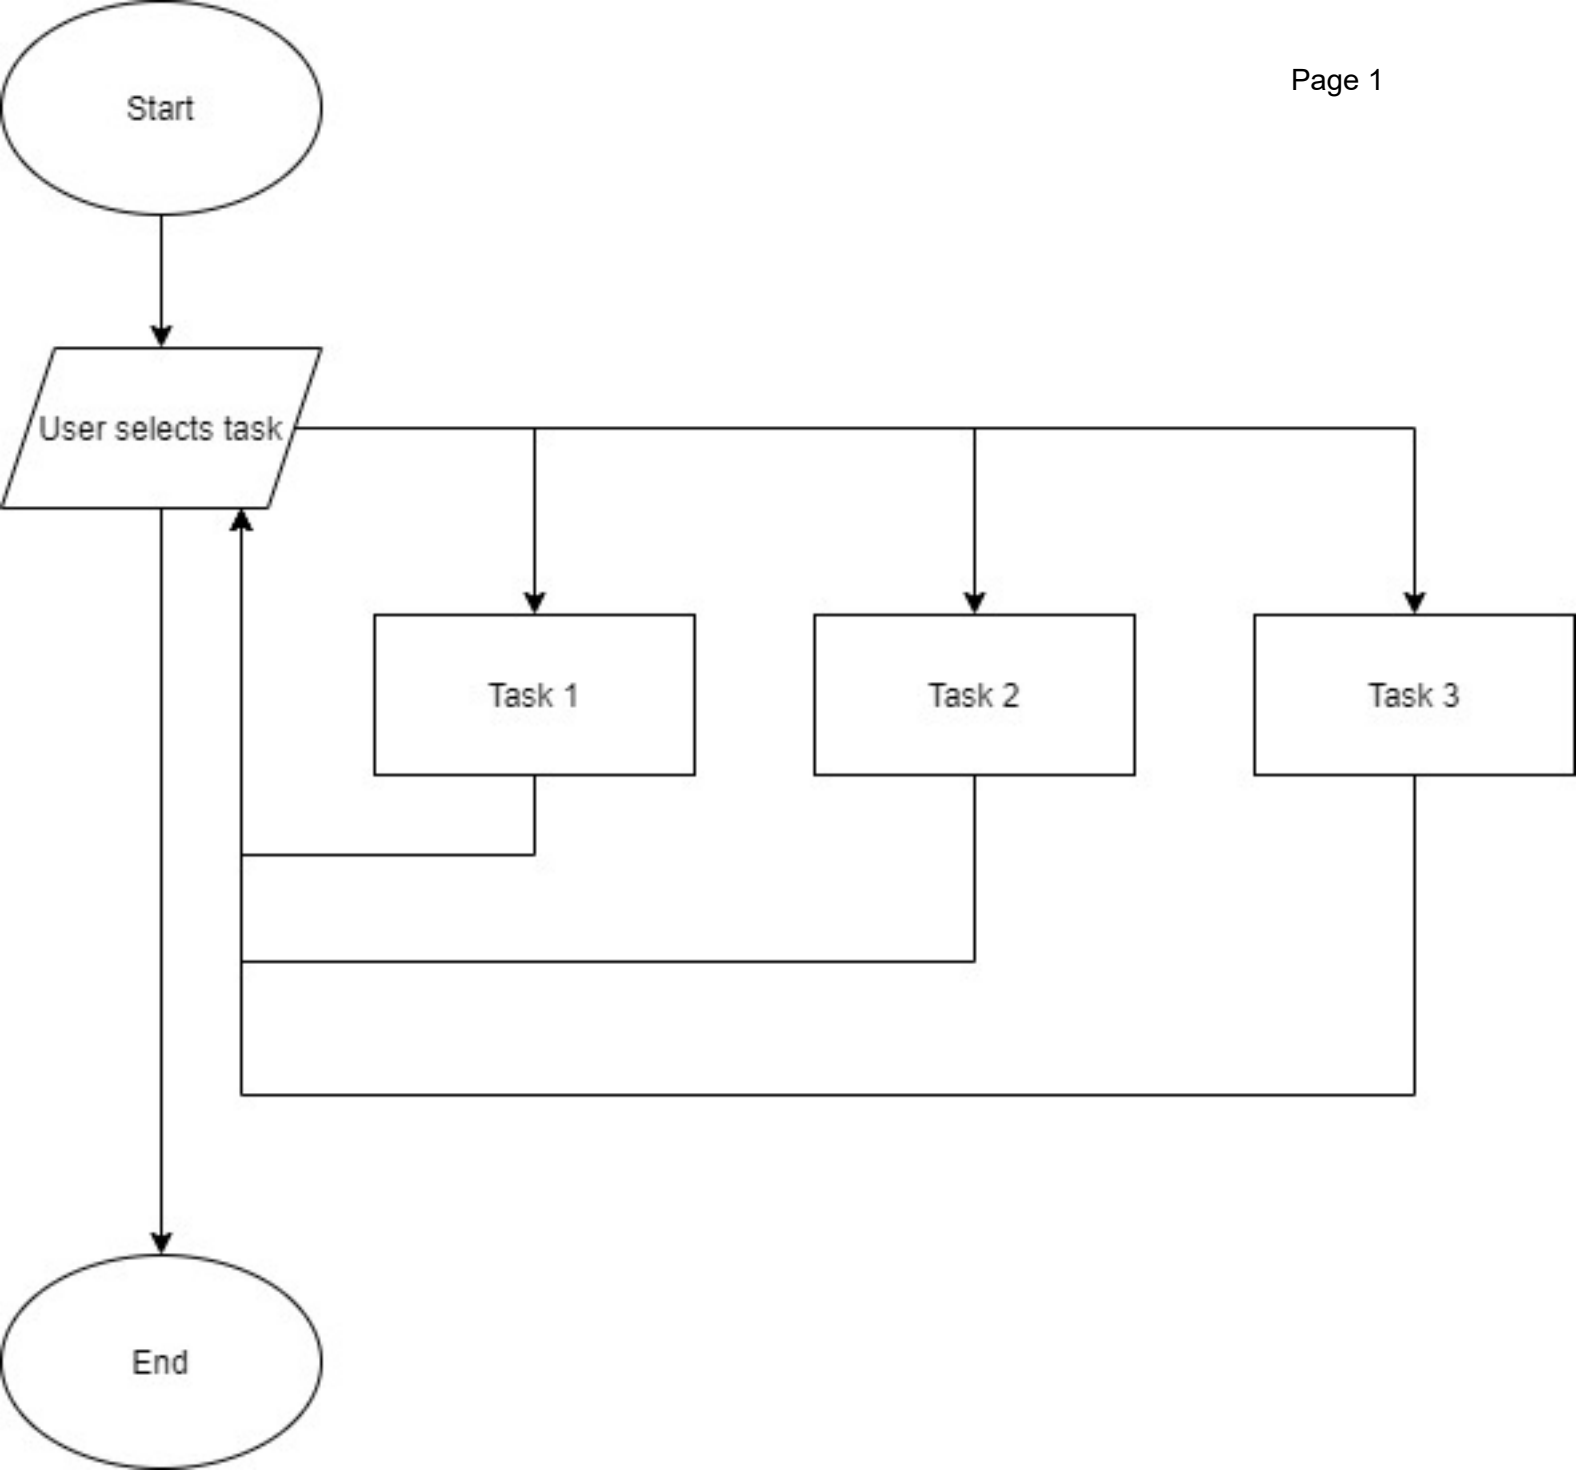 Start
Page 1
User selects task
Task 1
Task 2
Task 3
End